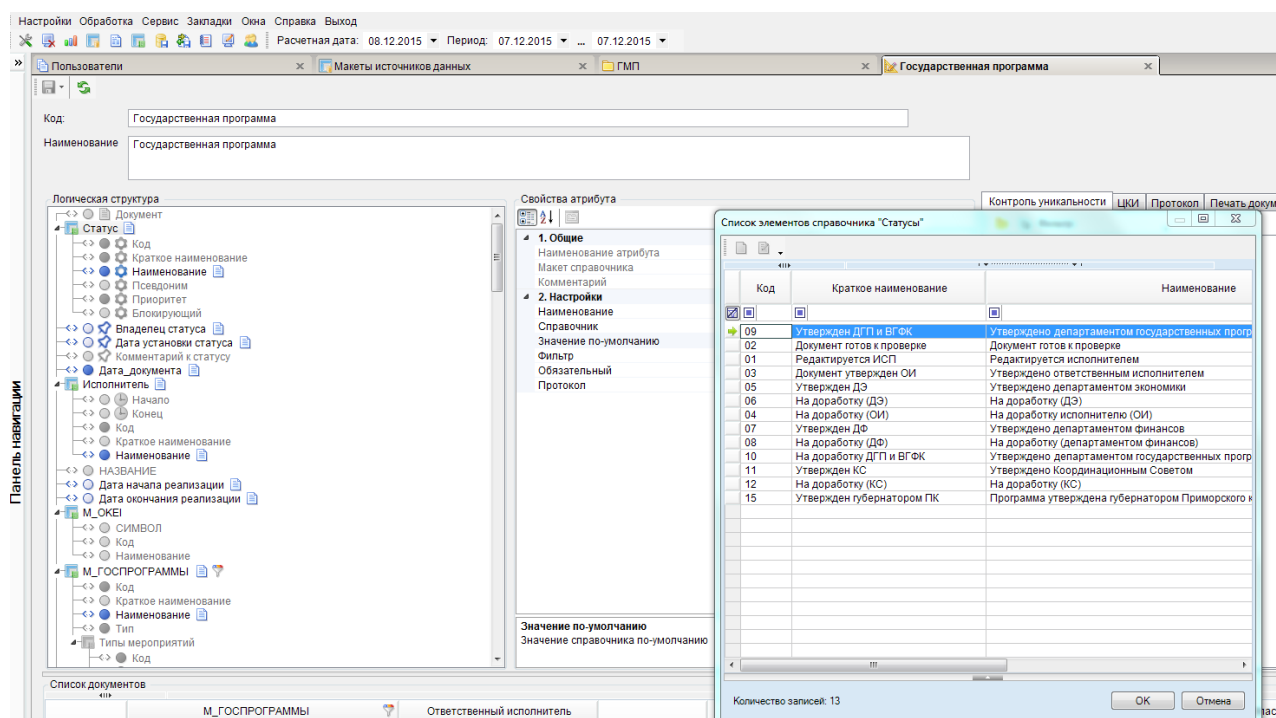 Настройки Обработка Сервис Закладки Окна Справка Выход
Расчетная дата: 08.12.2015 Период: 07.12.2015 ... 07.12.2015
» Пользователи Макеты источников данных ГМП Государственная программа
Код: Государственная программа
Наименование Государственная программа
Панель навигации
Логическая структура
Документ
Статус
Код
Краткое наименование
Наименование
Псевдоним
Приоритет
Блокирующий
Владелец статуса
Дата установки статуса
Комментарий к статусу
Дата_документа
Исполнитель
Начало
Конец
Код
Краткое наименование
Наименование
НАЗВАНИЕ
Дата начала реализации
Дата окончания реализации
М_ОКЕІ
СИМВОЛ
Код
Наименование
М_ГОСПРОГРАММЫ
Код
Краткое наименование
Наименование
Тип
Типы мероприятий
Код
Свойства атрибута
1. Общие
Наименование атрибута
Макет справочника
Комментарий
2. Настройки
Наименование
Справочник
Значение по-умолчанию
Фильтр
Обязательный
Протокол
Значение по-умолчанию
Значение справочника по-умолчанию
Контроль уникальности ЦКИ Протокол Печать докум
Список элементов справочника "Статусы"
Код Краткое наименование Наименование
09 Утвержден ДГП и ВГФК Утверждено департаментом государственных прогр
02 Документ готов к проверке Документ готов к проверке
01 Редактируется ИСП Редактируется исполнителем
03 Документ утвержден ОИ Утверждено ответственным исполнителем
05 Утвержден ДЭ Утверждено департаментом экономики
06 На доработку (ДЭ) На доработку (ДЭ)
04 На доработку (ОИ) На доработку исполнителю (ОИ)
07 Утвержден ДФ Утверждено департаментом финансов
08 На доработку (ДФ) На доработку (департаментом финансов)
10 На доработку ДГП и ВГФК Утверждено департаментом государственных прогр
11 Утвержден КС Утверждено Координационным Советом
12 На доработку (КС) На доработку (КС)
15 Утвержден губернатором ПК Программа утверждена губернатором Приморского к
Количество записей: 13 OK Отмена
Список документов
М_ГОСПРОГРАММЫ Ответственный исполнитель